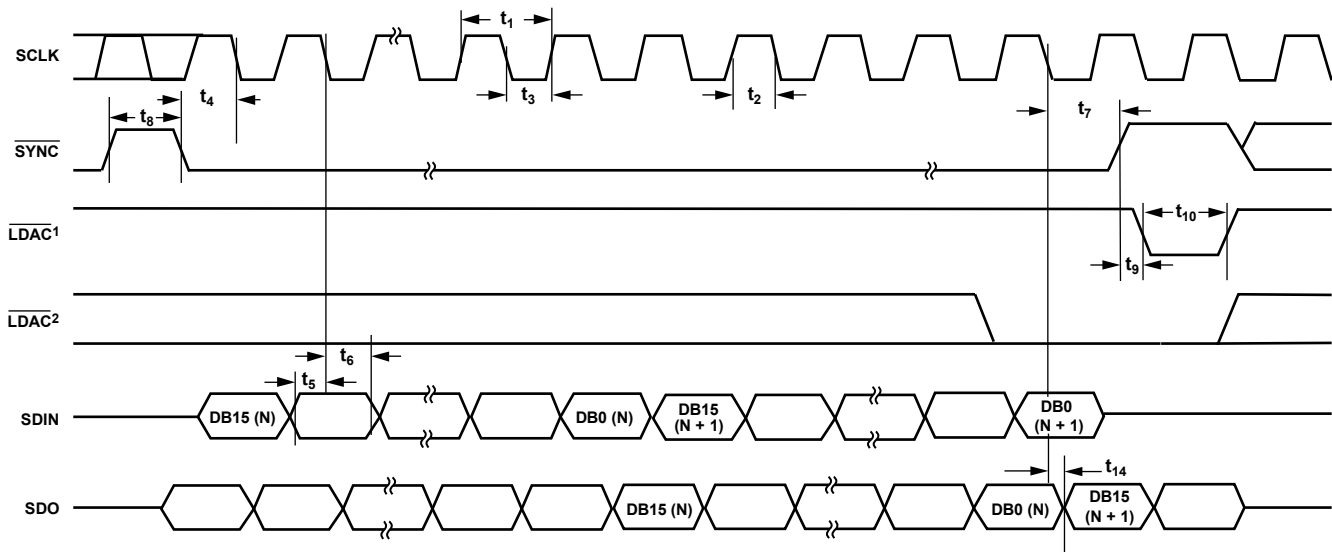 t1
SCLK
t4
t3
t2
t8
t7
SYNC
LDAC1
t10
t9
LDAC2
t6
t5
SDIN
DB15 (N)
DB0 (N)
DB15
(N + 1)
DB0
(N + 1)
t14
SDO
DB15 (N)
DB0 (N)
DB15
(N + 1)